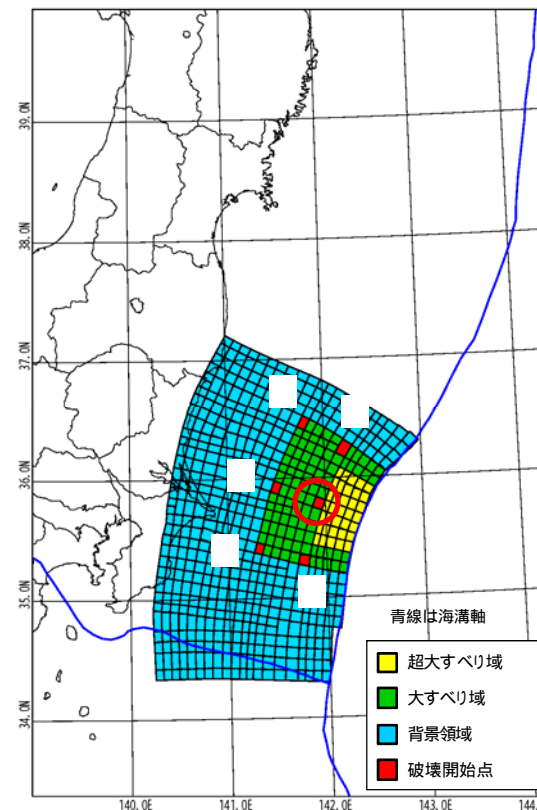 39.0N
38.0N
37.0N
36.0N
35.0N
34.0N
青線は海溝軸
超大すべり域
大すべり域
背景領域
破壊開始点
140.0E
141.0E
142.0E
143.0E
144.